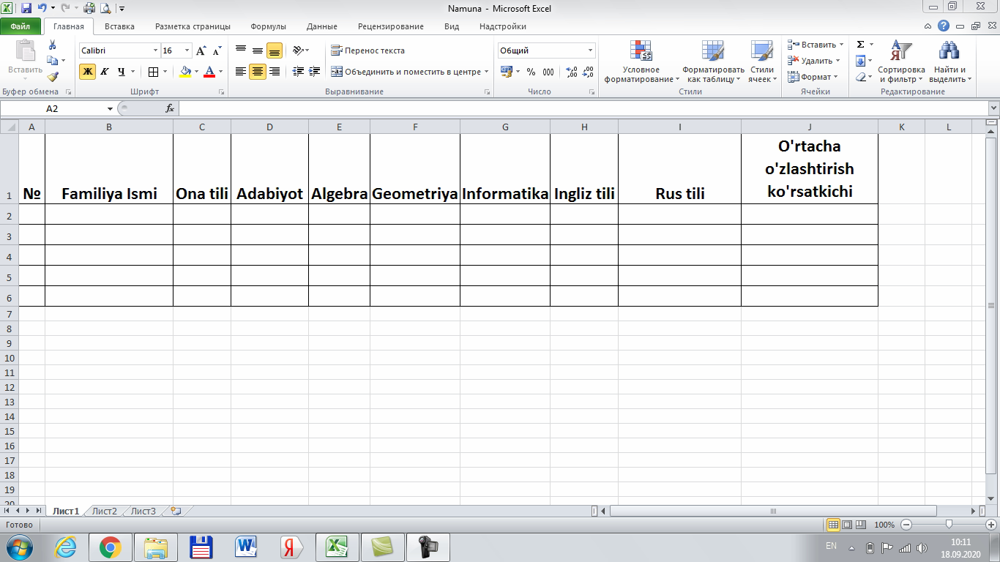 Namuna - Microsoft Excel
Файл Главная Вставка Разметка страницы Формулы Данные Рецензирование Вид Надстройки
Вставить
Буфер обмена
Calibri 16
Ж К Ч
Шрифт
Перенос текста
Объединить и поместить в центре
Выравнивание
Общий
% 000
Число
Условное
форматирование
Форматировать
как таблицу
Стили
ячеек
Стили
Вставить
Удалить
Формат
Ячейки
Σ
Сортировка
и фильтр
Найти и
выделить
Редактирование
A2 fx
A B C D E F G H I J K L
1 № Familiya Ismi Ona tili Adabiyot Algebra Geometriya Informatika Ingliz tili Rus tili O'rtacha
o'zlashtirish
ko'rsatkichi
2
3
4
5
6
7
8
9
10
11
12
13
14
15
16
17
18
19
20
Лист1 Лист2 Лист3
Готово 100%
EN 10:11
18.09.2020